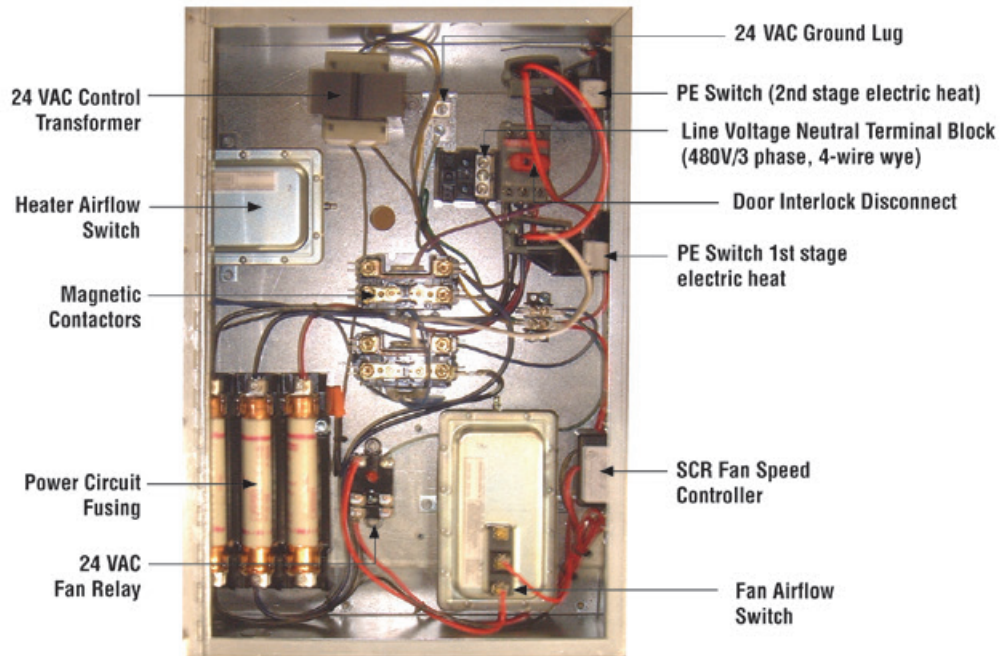 24 VAC Ground Lug
24 VAC Control
Transformer
PE Switch (2nd stage electric heat)
Line Voltage Neutral Terminal Block
(480V/3 phase, 4-wire wye)
Heater Airflow
Switch
Door Interlock Disconnect
PE Switch 1st stage
electric heat
Magnetic
Contactors
Power Circuit
Fusing
SCR Fan Speed
Controller
24 VAC
Fan Relay
Fan Airflow
Switch